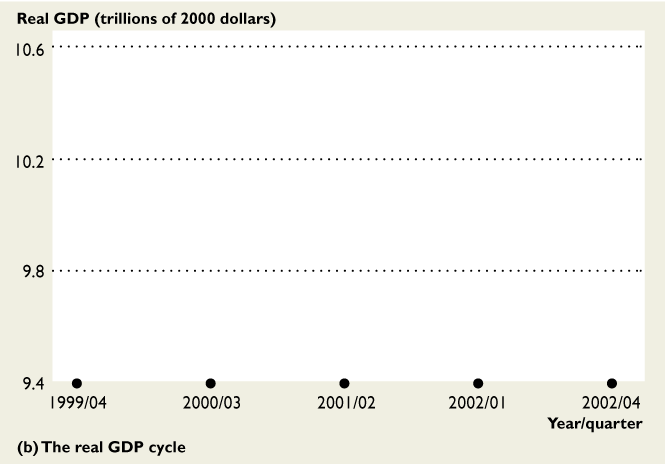 Real GDP (trillions of 2000 dollars)
10.6
10.2
9.8
9.4
1999/04 2000/03 2001/02 2002/01 2002/04
Year/quarter
(b) The real GDP cycle